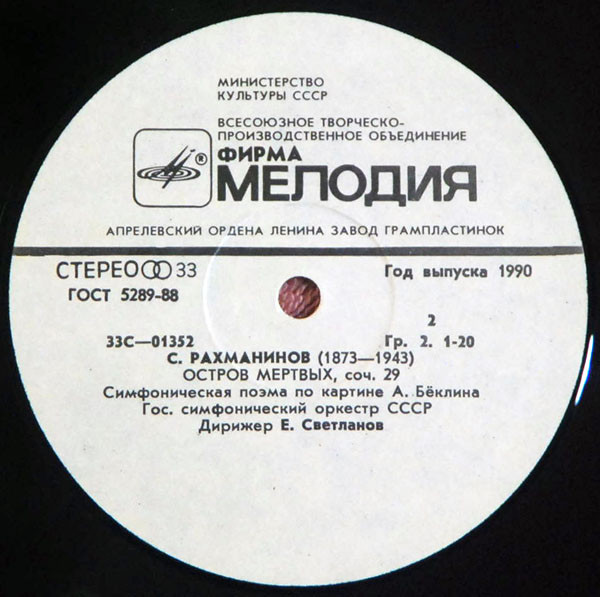 МИНИСТЕРСТВО
КУЛЬТУРЫ СССР
ВСЕСОЮЗНОЕ ТВОРЧЕСКО-
ПРОИЗВОДСТВЕННОЕ ОБЪЕДИНЕНИЕ
® ФИРМА
МЕЛОДИЯ
АПРЕЛЕВСКИЙ ОРДЕНА ЛЕНИНА ЗАВОД ГРАМПЛАСТИНОК
СТЕРЕО 33 Год выпуска 1990
ГОСТ 5289-88
2
33С—01352 Гр. 2. 1-20
С. РАХМАНИНОВ (1873—1943)
ОСТРОВ МЕРТВЫХ, соч. 29
Симфоническая поэма по картине А. Бёклина
Гос. симфонический оркестр СССР
Дирижер Е. Светланов